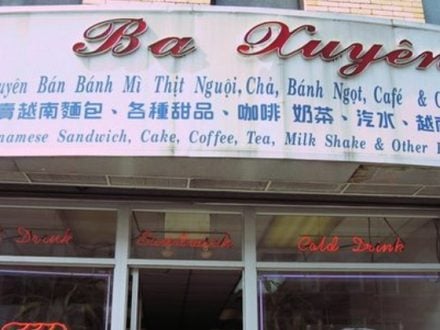 Ba Xuyên
uyên Bán Bánh Mì Thịt Nguội, Chả, Bánh Ngọt, Café &
賣越南麵包、各種甜品、咖啡 奶茶、汽水、越
namese Sandwich, Cake, Coffee, Tea, Milk Shake & Other
Drink Sandwich Cold Drink